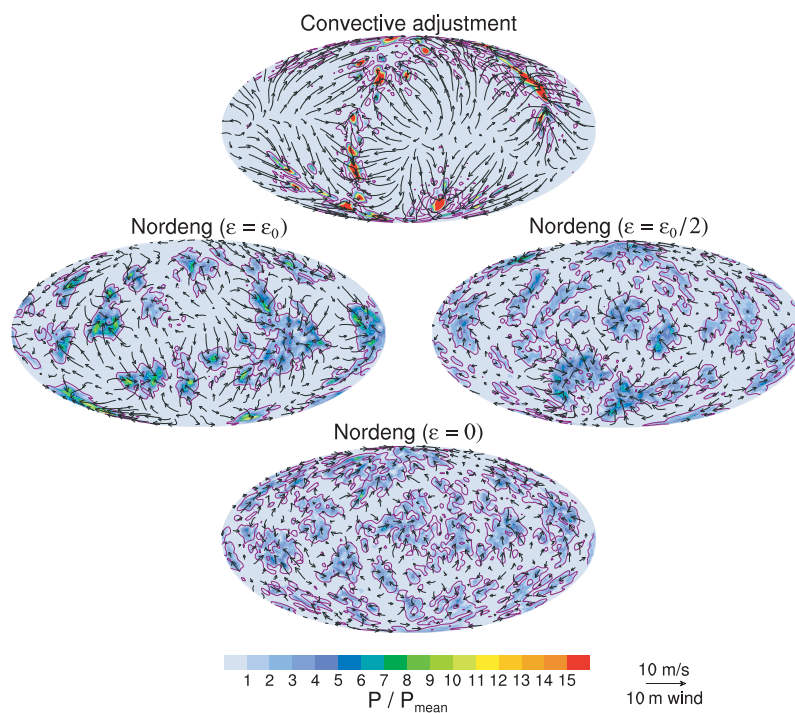 Convective adjustment
Nordeng (ε = ε₀)
Nordeng (ε = ε₀/2)
Nordeng (ε = 0)
1 2 3 4 5 6 7 8 9 10 11 12 13 14 15
P / Pmean
10 m/s
10 m wind